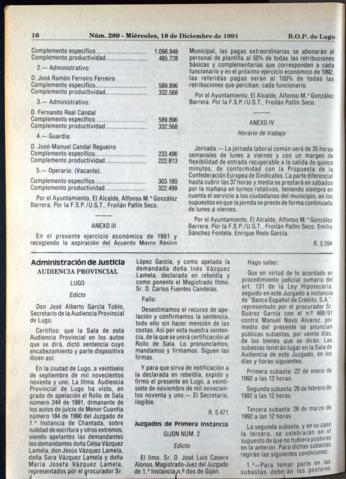 16 Núm. 289 - Miércoles, 18 de Diciembre de 1991 B.O.P. de Lugo
Complemento específico 1.098.948
Complemento productividad 485.728
2.— Administrativo:
D. José Ramón Ferreiro Ferreiro
Complemento específico 589.896
Complemento productividad 332.568
3.— Administrativo:
D. Fernando Real Candal
Complemento específico 589.896
Complemento productividad 332.568
4.— Guardia:
D. José-Manuel Candal Regueiro
Complemento específico 233.496
Complemento productividad 222.813
5.— Operario: (Vacante).
Complemento específico 303.180
Complemento productividad 322.499
Por el Ayuntamiento, El Alcalde, Alfonso M.ª González
Barrera. Por la F.S.P./U.G.T., Froilán Pallín Seco.
ANEXO III
En el presente ejercicio económico de 1991 y
recogiendo la aspiración del Acuerdo Marco
Municipal, las pagas extraordinarias se abonarán al
personal de plantilla al 50% de todas las retribuciones
básicas y complementarias que corresponden a cada
funcionario y en el próximo ejercicio económico de 1992,
las referidas pagas serán al 100% de todas las
retribuciones que perciban, cada funcionario.
Por el Ayuntamiento, El Alcalde, Alfonso M.ª González
Barrera. Por la F.S.P./U.G.T., Froilán Pallín Seco.
ANEXO IV
Horario de trabajo
Jornada.— La jornada laboral común será de 35 horas
semanales de lunes a viernes y con un margen de
flexibilidad de entrada recuperable a la salida de quince
minutos, de conformidad con la Propuesta de la
Confederación Europea de Sindicatos. La parte diferencial
hasta cubrir las 37 horas y media se prestará en sábados
por la mañana en turnos rotativos, teniendo siempre en
cuenta el servicio a los ciudadanos del municipio, en los
supuestos en que la jornada se preste de forma continuada
de lunes a viernes.
Por el Ayuntamiento, El Alcalde, Alfonso M.ª González
Barrera. Por la F.S.P./U.G.T., Froilán Pallín Seco. Emilio
Sánchez Fontela. Enrique Rielo García.
R. 5.594
Administración de Justicia
AUDIENCIA PROVINCIAL
LUGO
Edicto
Don José Alberto García Tobío,
Secretario de la Audiencia Provincial
de Lugo.
Certifico: que la Sala de esta
Audiencia Provincial en los autos
que se dirá, dictó sentencia cuyo
encabezamiento y parte dispositiva
dicen así:
En la ciudad de Lugo, a veintisiete
de septiembre de mil novecientos
noventa y uno. La Iltma. Audiencia
Provincial de Lugo ha visto, en
grado de apelación el Rollo de Sala
número 244 de 1991, dimanante de
los autos de juicio de Menor Cuantía
número 184 de 1990 del Juzgado de
1.ª Instancia de Chantada, sobre
nulidad de escritura y otros extremos;
siendo apelantes las demandantes
los demandantes doña Celsa Vázquez
Lamela, don Jesús Vázquez Lamela,
doña Sara Vázquez Lamela y doña
María Josefa Vázquez Lamela,
representados por el procurador Sr.
López García, y como apelada la
demandada doña Inés Vázquez
Lamela, declarada en rebeldía y
como ponente el Magistrado Iltmo.
Sr. D. Carlos Fuentes Candelas.
Fallo:
Desestimamos el recurso de ape-
lación y confirmamos la sentencia,
todo ello sin hacer mención de las
costas. Así por esta nuestra senten-
cia, de la que se unirá certificación al
Rollo de Sala. Lo pronunciamos,
mandamos y firmamos. Siguen las
firmas.
Y para que sirva de notificación a
la declarada en rebeldía, expido y
firmo el presente en Lugo, a veinti-
siete de noviembre de mil novecien-
tos noventa y uno.— El Secretario,
ilegible.
R. 5.471
Juzgados de Primera Instancia
GIJON NUM. 2
Edicto
El Ilmo. Sr. D. José Luis Casero
Alonso, Magistrado-Juez del Juzgado
de 1.ª Instancia de Gijón.
Hago saber:
Que en virtud de lo acordado en
procedimiento judicial sumario del
art. 131 de la Ley Hipotecaria,
seguido en este Juzgado a instancia
de "Banco Español de Crédito, S.A.",
representado por el procurador Sr.
Suárez García con el nº 468/91
contra Manuel Novo Álvarez, por
medio del presente se anuncian
públicas subastas, por veinte días,
de los bienes que se dirán. Las
subastas tendrán lugar en la Sala de
Audiencia de este Juzgado, en los
días y horas siguientes.
Primera subasta: 22 de enero de
1992 a las 12 horas.
Segunda subasta: 26 de febrero de
1992 a las 12 horas.
Tercera subasta: 26 de marzo de
1992 a las 12 horas.
La segunda subasta, y en su caso
la tercera, se celebrarán en el
supuesto de que no hubiera postores
en la anterior. Para dichas subastas
regirán las siguientes condiciones:
1.ª—Para tomar parte en las
subastas